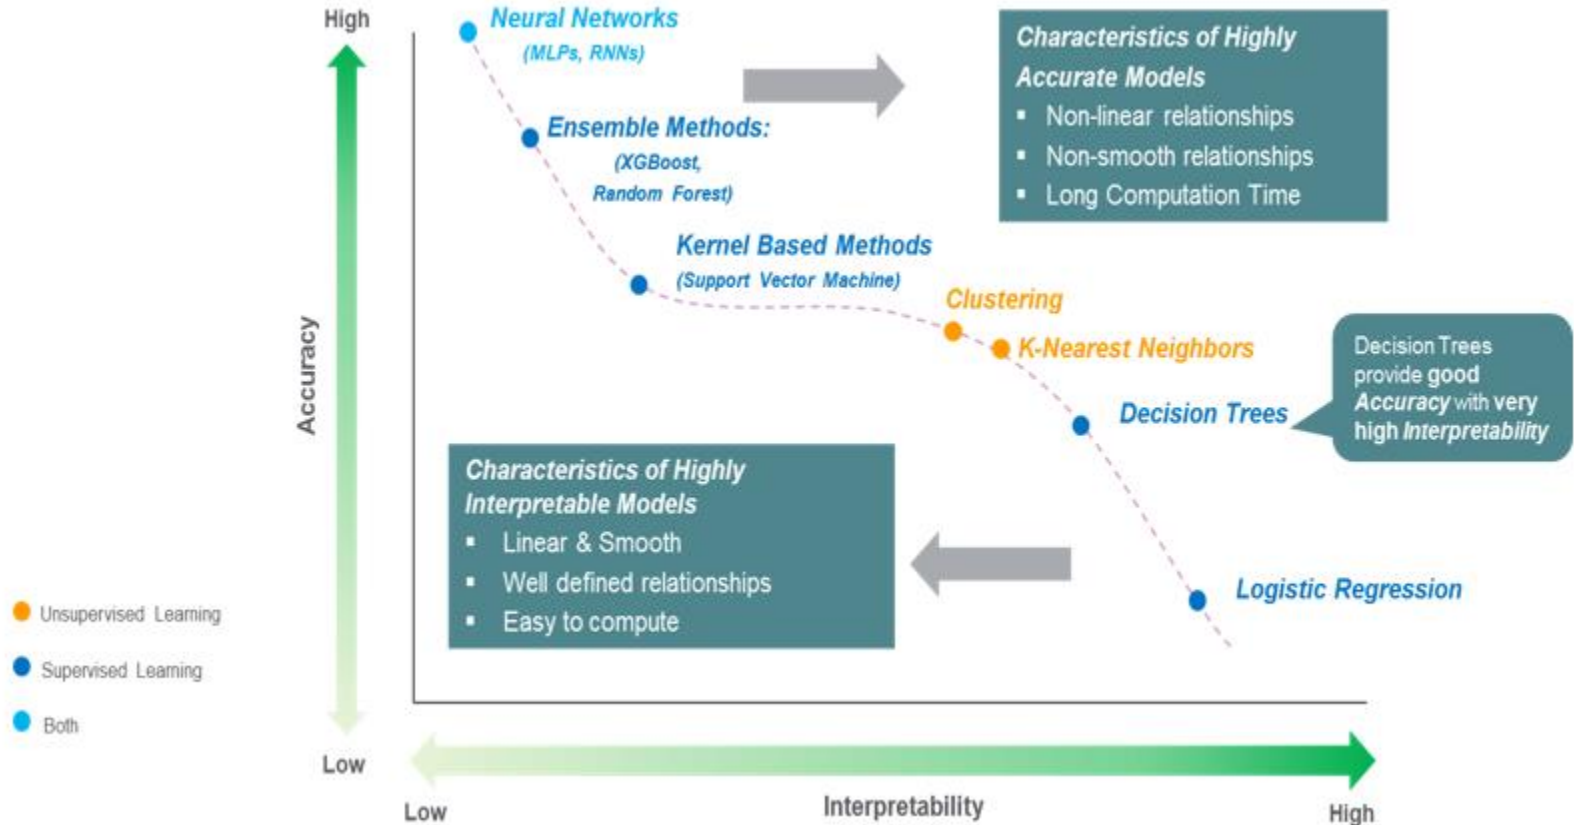 High
Neural Networks
(MLPs, RNNs)
Characteristics of Highly
Accurate Models
▪ Non-linear relationships
▪ Non-smooth relationships
▪ Long Computation Time
Ensemble Methods:
(XGBoost,
Random Forest)
Kernel Based Methods
(Support Vector Machine)
Clustering
K-Nearest Neighbors
Decision Trees
Decision Trees
provide good
Accuracy with very
high Interpretability
Accuracy
Characteristics of Highly
Interpretable Models
▪ Linear & Smooth
▪ Well defined relationships
▪ Easy to compute
Logistic Regression
Unsupervised Learning
Supervised Learning
Both
Low
Low
Interpretability
High